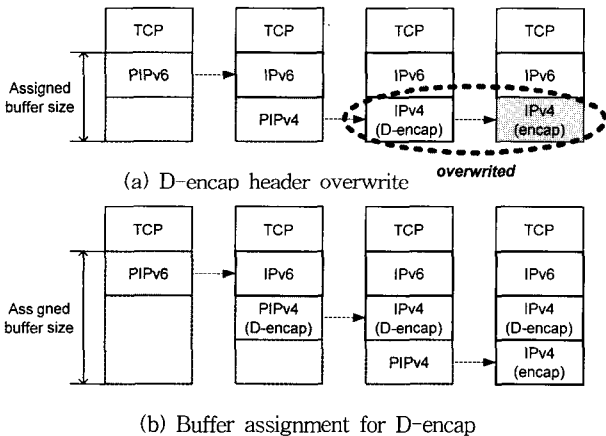 TCP
TCP
TCP
TCP
Assigned
buffer size
PIPv6
IPv6
IPv6
IPv6
PIPv4
IPv4
(D-encap)
IPv4
(encap)
overwrited
(a) D-encap header overwrite
TCP
TCP
TCP
TCP
Ass gned
buffer size
PIPv6
IPv6
IPv6
IPv6
PIPv4
(D-encap)
IPv4
(D-encap)
IPv4
(D-encap)
PIPv4
IPv4
(encap)
(b) Buffer assignment for D-encap